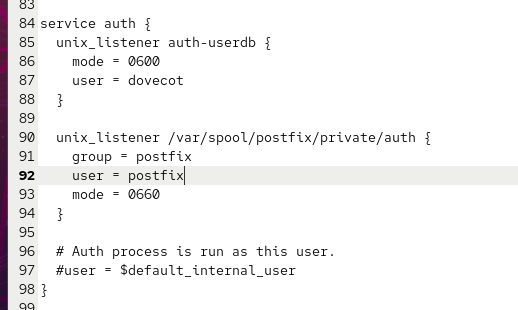 83
84 service auth {
85   unix_listener auth-userdb {
86     mode = 0600
87     user = dovecot
88   }
89
90   unix_listener /var/spool/postfix/private/auth {
91     group = postfix
92     user = postfix
93     mode = 0660
94   }
95
96   # Auth process is run as this user.
97   #user = $default_internal_user
98 }
99